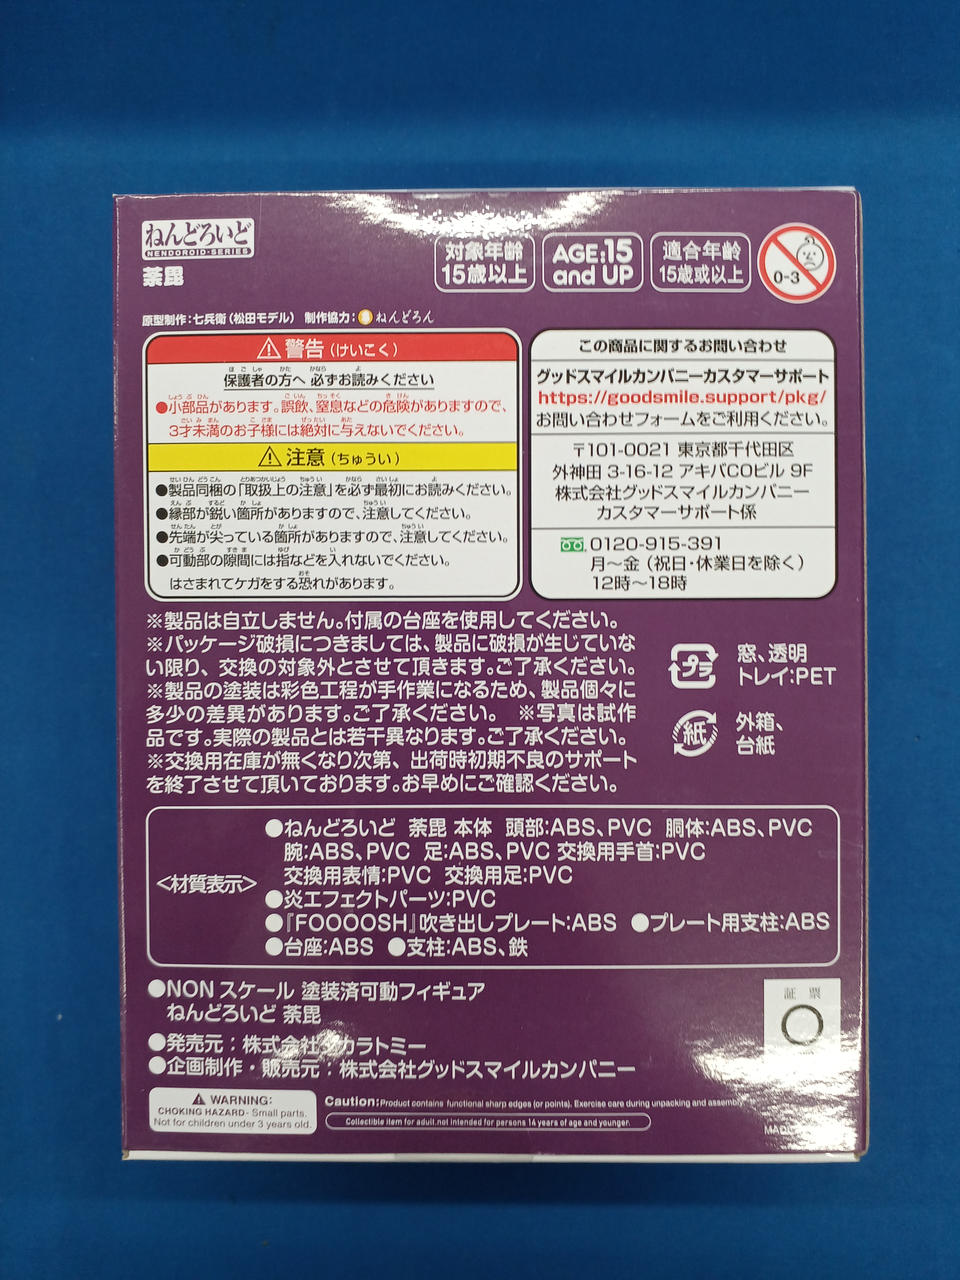 ねんどろいど
NENDOROID-SERIES
荼毘
対象年齢
15歳以上
AGE:15
and UP
適合年齡
15歲或以上
0-3
原型制作:七兵衛(松田モデル) 制作協力: ねんどろん
⚠警告(けいこく)
保護者の方へ 必ずお読みください
●小部品があります。誤飲、窒息などの危険がありますので、
3才未満のお子様には絶対に与えないでください。
⚠注意(ちゅうい)
●製品同梱の「取扱上の注意」を必ず最初にお読みください。
●縁部が鋭い箇所がありますので、注意してください。
●先端が尖っている箇所がありますので、注意してください。
●可動部の隙間には指などを入れないでください。
はさまれてケガをする恐れがあります。
この商品に関するお問い合わせ
グッドスマイルカンパニーカスタマーサポート
https://goodsmile.support/pkg/
お問い合わせフォームをご利用ください。
〒101-0021 東京都千代田区
外神田 3-16-12 アキバCOビル 9F
株式会社グッドスマイルカンパニー
カスタマーサポート係
0120-915-391
月〜金(祝日・休業日を除く)
12時〜18時
※製品は自立しません。付属の台座を使用してください。
※パッケージ破損につきましては、製品に破損が生じていな
い限り、交換の対象外とさせて頂きます。ご了承ください。
※製品の塗装は彩色工程が手作業になるため、製品個々に
多少の差異があります。ご了承ください。 ※写真は試作
品です。実際の製品とは若干異なります。ご了承ください。
※交換用在庫が無くなり次第、出荷時初期不良のサポート
を終了させて頂いております。お早めにご確認ください。
プラ
窓、透明
トレイ:PET
紙
外箱、
台紙
<材質表示>
●ねんどろいど 荼毘 本体 頭部:ABS、PVC 胴体:ABS、PVC
腕:ABS、PVC 足:ABS、PVC 交換用手首:PVC
交換用表情:PVC 交換用足:PVC
●炎エフェクトパーツ:PVC
●『FOOOOSH』吹き出しプレート:ABS ●プレート用支柱:ABS
●台座:ABS ●支柱:ABS、鉄
●NON スケール 塗装済可動フィギュア
ねんどろいど 荼毘
証 票
●発売元:株式会社タカラトミー
●企画制作・販売元:株式会社グッドスマイルカンパニー
⚠ WARNING:
CHOKING HAZARD- Small parts.
Not for children under 3 years old.
Caution:Product contains functional sharp edges (or points). Exercise care during unpacking and assembly.
Collectible item for adult.not intended for persons 14 years of age and younger.